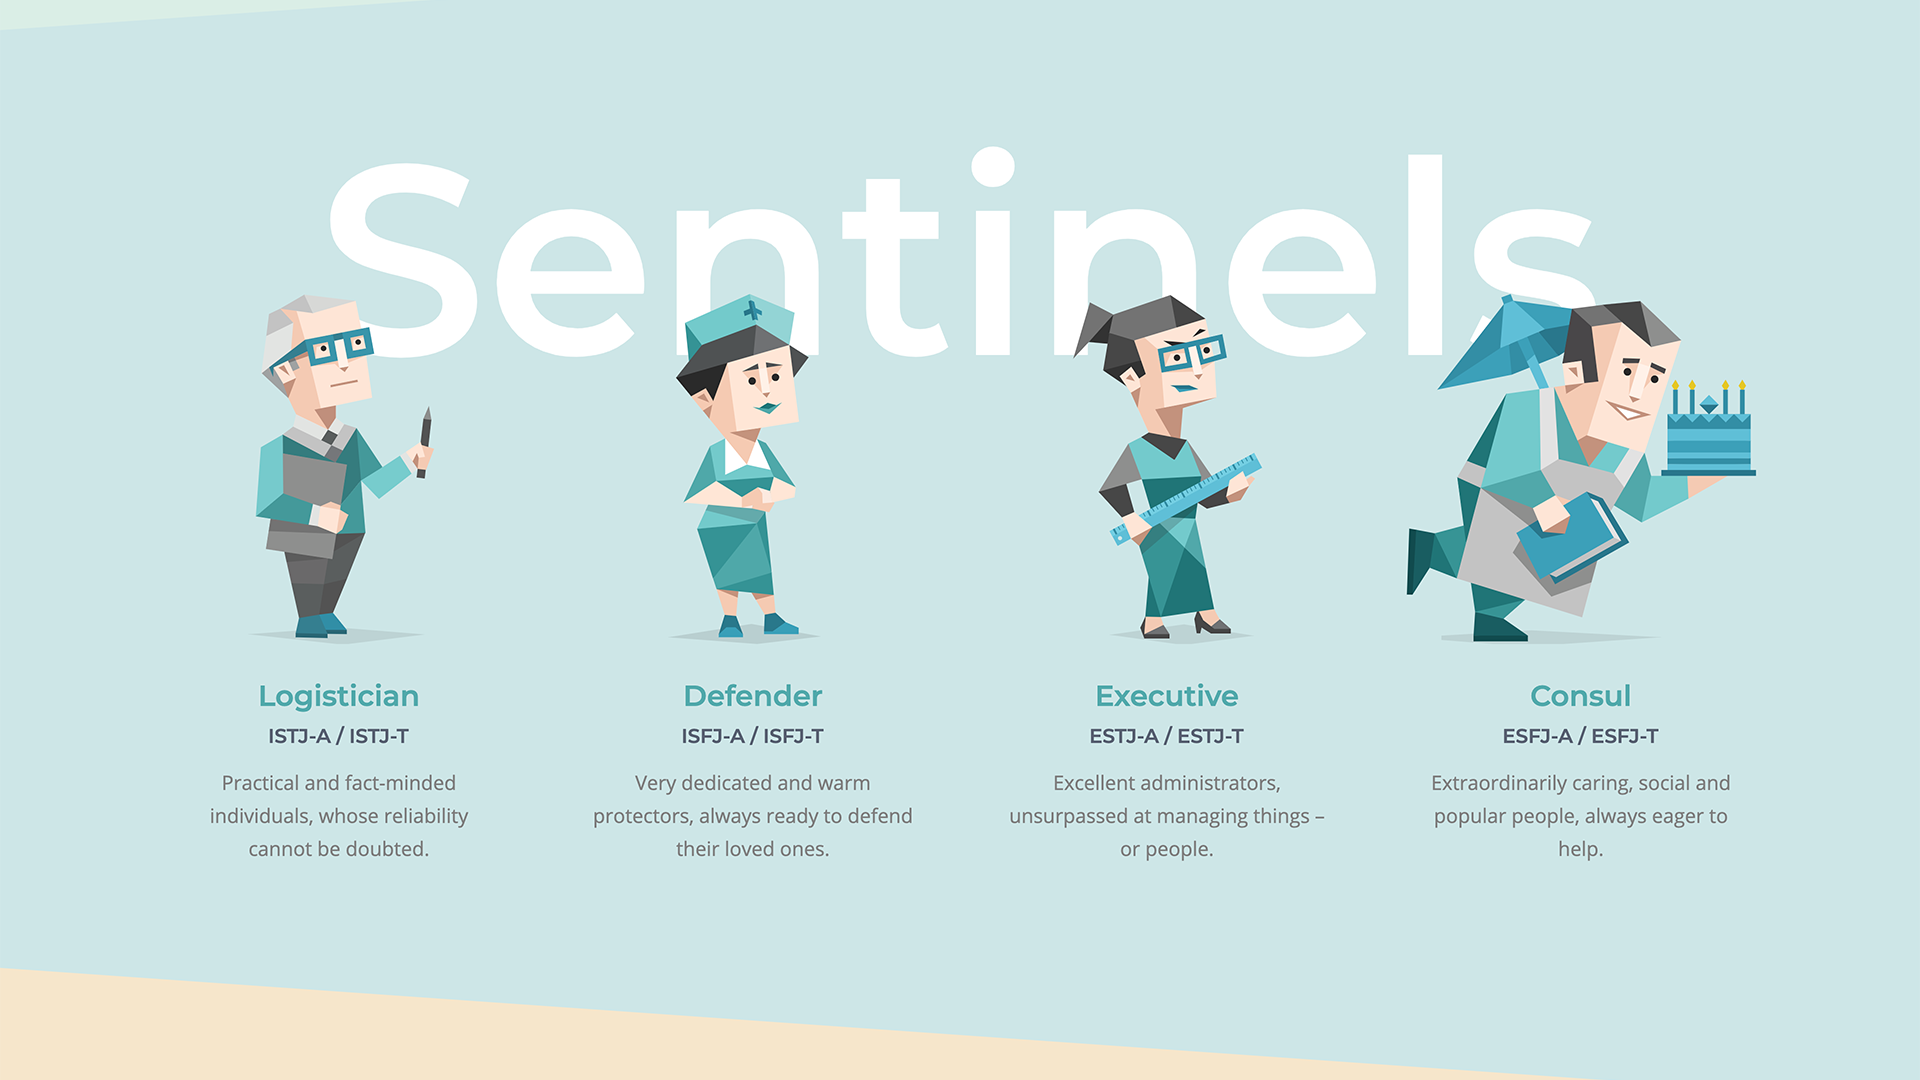 Sentinels
Logistician
ISTJ-A / ISTJ-T
Practical and fact-minded
individuals, whose reliability
cannot be doubted.
Defender
ISFJ-A / ISFJ-T
Very dedicated and warm
protectors, always ready to defend
their loved ones.
Executive
ESTJ-A / ESTJ-T
Excellent administrators,
unsurpassed at managing things –
or people.
Consul
ESFJ-A / ESFJ-T
Extraordinarily caring, social and
popular people, always eager to
help.